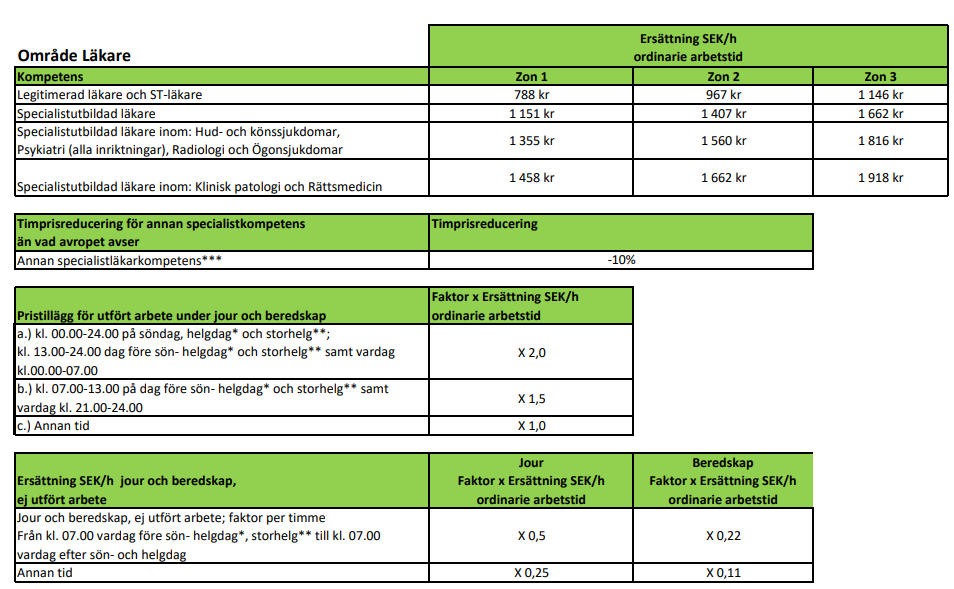 Ersättning SEK/h
ordinarie arbetstid
Område Läkare
Kompetens Zon 1 Zon 2 Zon 3
Legitimerad läkare och ST-läkare 788 kr 967 kr 1 146 kr
Specialistutbildad läkare 1 151 kr 1 407 kr 1 662 kr
Specialistutbildad läkare inom: Hud- och könssjukdomar,
Psykiatri (alla inriktningar), Radiologi och Ögonsjukdomar 1 355 kr 1 560 kr 1 816 kr
Specialistutbildad läkare inom: Klinisk patologi och Rättsmedicin 1 458 kr 1 662 kr 1 918 kr
Timprisreducering för annan specialistkompetens Timprisreducering
än vad avropet avser
Annan specialistläkarkompetens*** -10%
Faktor x Ersättning SEK/h
Pristillägg för utfört arbete under jour och beredskap ordinarie arbetstid
a.) kl. 00.00-24.00 på söndag, helgdag* och storhelg**;
kl. 13.00-24.00 dag före sön- helgdag* och storhelg** samt vardag X 2,0
kl.00.00-07.00
b.) kl. 07.00-13.00 på dag före sön- helgdag* och storhelg** samt
vardag kl. 21.00-24.00 X 1,5
c.) Annan tid X 1,0
Jour Beredskap
Ersättning SEK/h jour och beredskap, Faktor x Ersättning SEK/h Faktor x Ersättning SEK/h
ej utfört arbete ordinarie arbetstid ordinarie arbetstid
Jour och beredskap, ej utfört arbete; faktor per timme
Från kl. 07.00 vardag före sön- helgdag*, storhelg** till kl. 07.00 X 0,5 X 0,22
vardag efter sön- och helgdag
Annan tid X 0,25 X 0,11